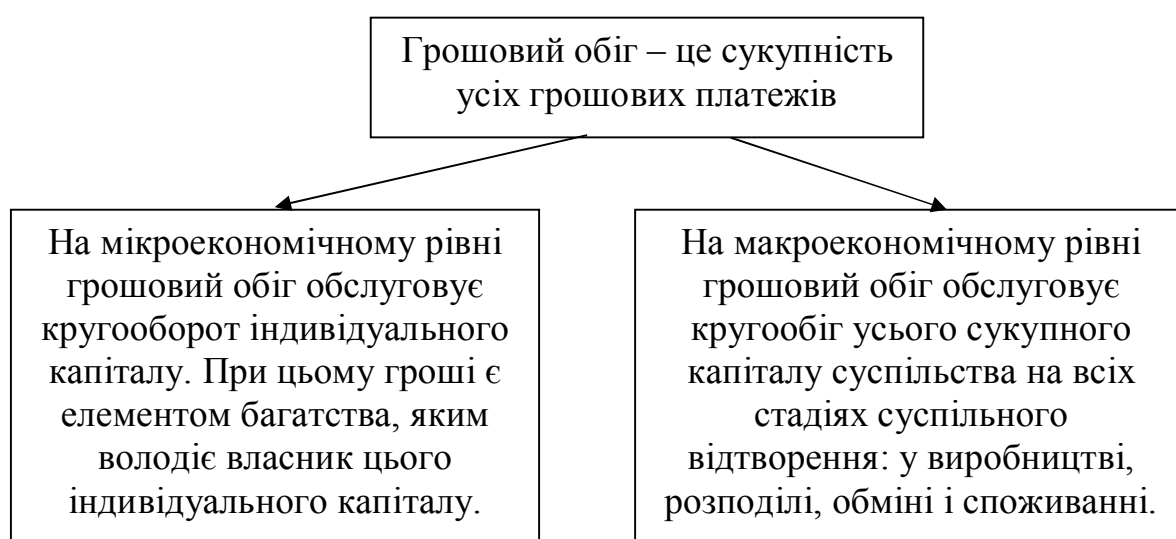 Грошовий обіг – це сукупність
усіх грошових платежів
На мікроекономічному рівні
грошовий обіг обслуговує
кругооборот індивідуального
капіталу. При цьому гроші є
елементом багатства, яким
володіє власник цього
індивідуального капіталу.
На макроекономічному рівні
грошовий обіг обслуговує
кругообіг усього сукупного
капіталу суспільства на всіх
стадіях суспільного
відтворення: у виробництві,
розподілі, обміні і споживанні.